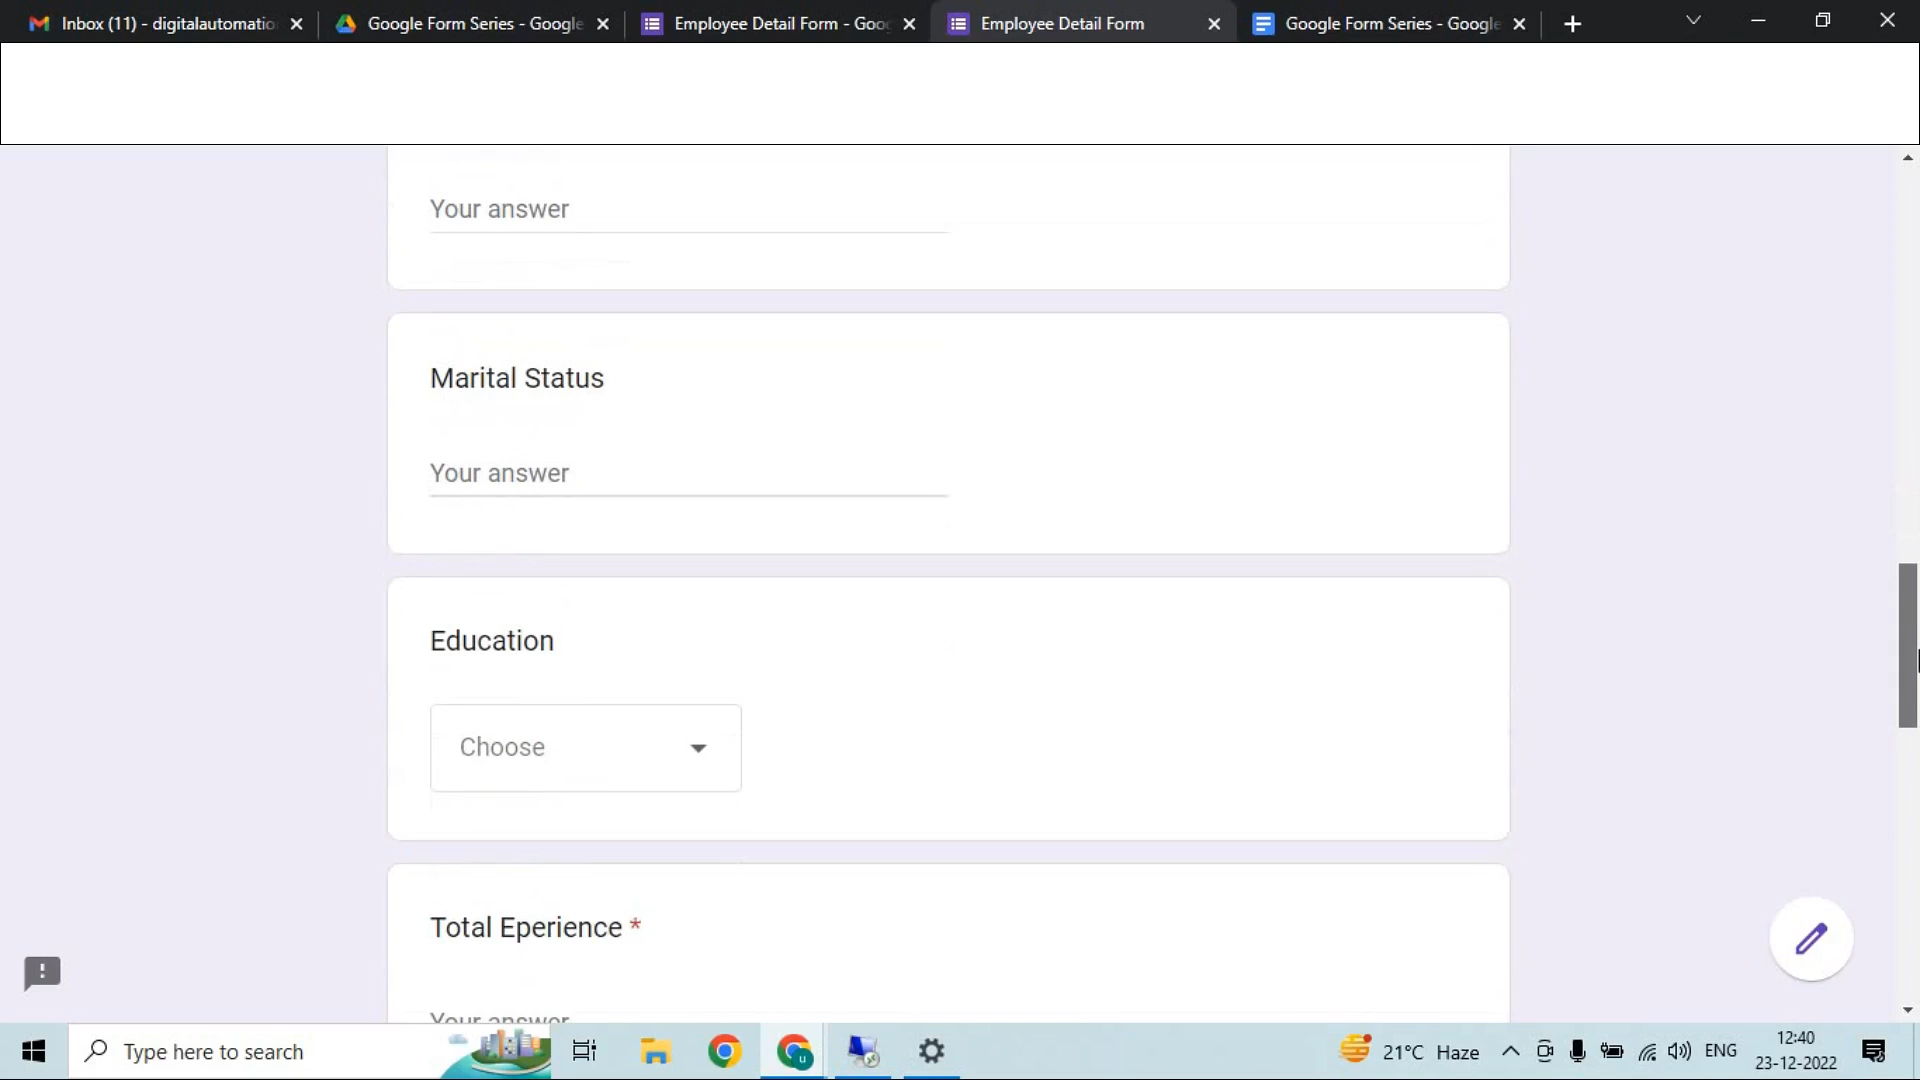 Inbox (11) - digitalautomatio
Google Form Series - Google
Employee Detail Form - Goo
Employee Detail Form
Google Form Series - Google
Your answer
Marital Status
Your answer
Education
Choose
Total Eperience *
Your answer
Type here to search
21°C Haze
ENG
12:40
23-12-2022